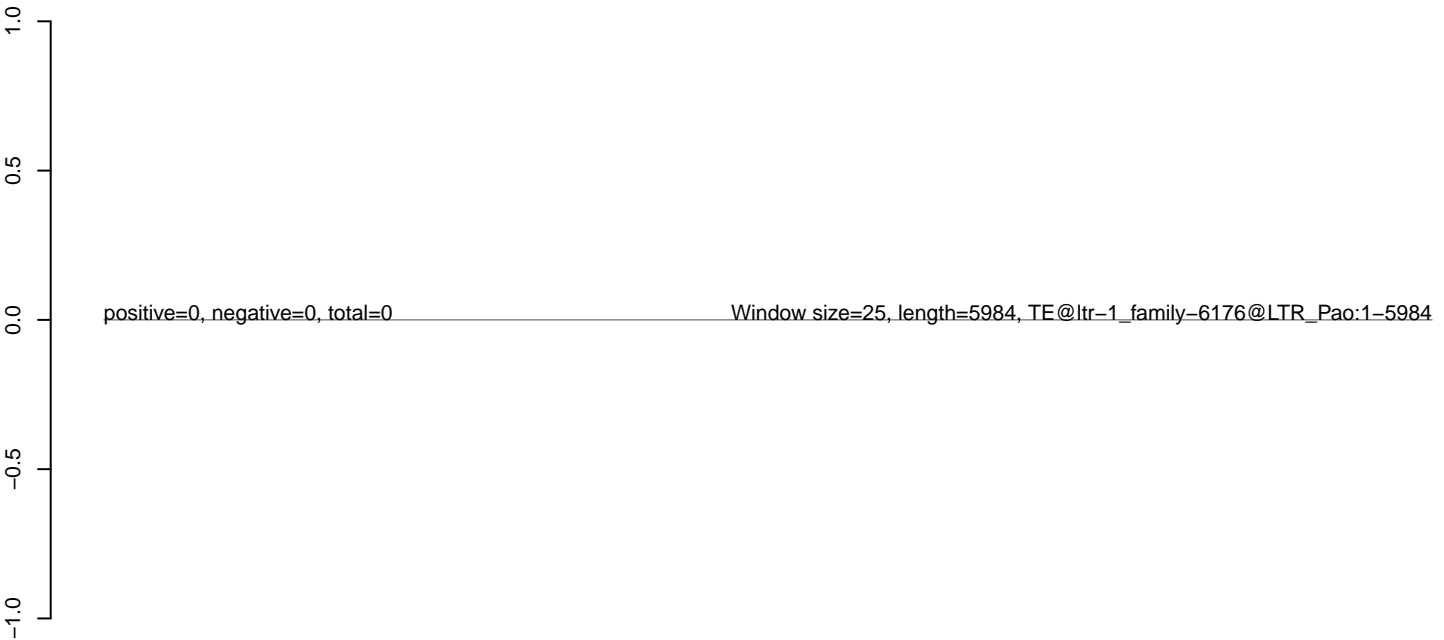 1.0
0.5
positive=0, negative=0, total=0
Window size=25, length=5984, TE@ltr−1_family−6176@LTR_Pao:1−5984
0.0
−0.5
−1.0